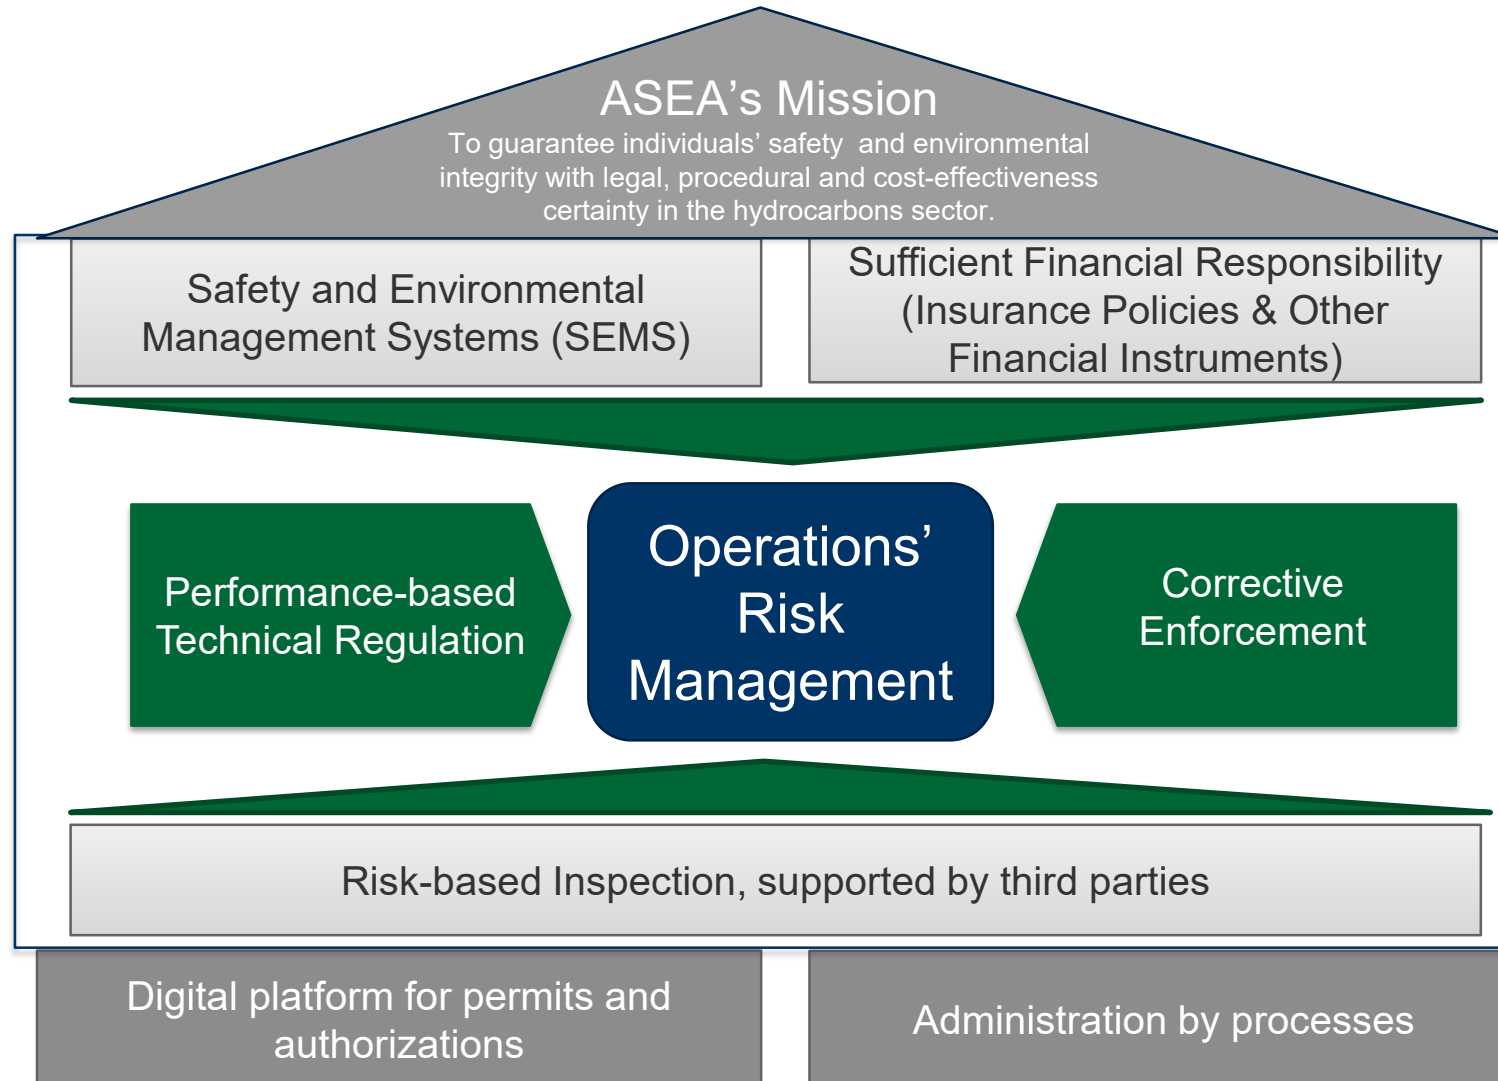 ASEA’s Mission
To guarantee individuals’ safety  and environmental
integrity with legal, procedural and cost-effectiveness
certainty in the hydrocarbons sector.
Safety and Environmental
Management Systems (SEMS)
Sufficient Financial Responsibility
(Insurance Policies & Other
Financial Instruments)
Performance-based
Technical Regulation
Operations’
Risk
Management
Corrective
Enforcement
Risk-based Inspection, supported by third parties
Digital platform for permits and
authorizations
Administration by processes